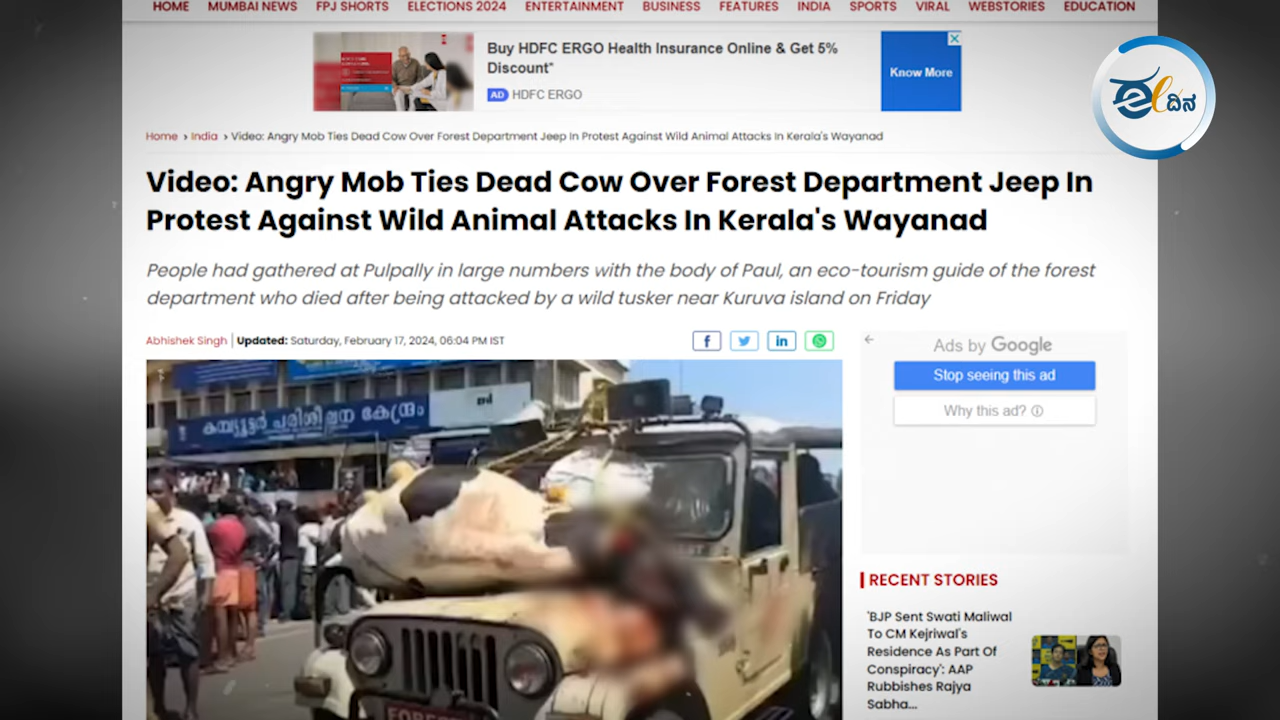 HOME MUMBAI NEWS FPJ SHORTS ELECTIONS 2024 ENTERTAINMENT BUSINESS FEATURES INDIA SPORTS VIRAL WEBSTORIES EDUCATION
Buy HDFC ERGO Health Insurance Online & Get 5%
Discount*
AD HDFC ERGO
Know More
ಈ ದಿನ
Home > India > Video: Angry Mob Ties Dead Cow Over Forest Department Jeep In Protest Against Wild Animal Attacks In Kerala's Wayanad
Video: Angry Mob Ties Dead Cow Over Forest Department Jeep In
Protest Against Wild Animal Attacks In Kerala's Wayanad
People had gathered at Pulpally in large numbers with the body of Paul, an eco-tourism guide of the forest
department who died after being attacked by a wild tusker near Kuruva island on Friday
Abhishek Singh | Updated: Saturday, February 17, 2024, 06:04 PM IST
Ads by Google
Stop seeing this ad
Why this ad?
കമ്പ്യൂട്ടർ പരിശീലന കേന്ദ്രം
FOREST
RECENT STORIES
'BJP Sent Swati Maliwal
To CM Kejriwal's
Residence As Part Of
Conspiracy': AAP
Rubbishes Rajya
Sabha...